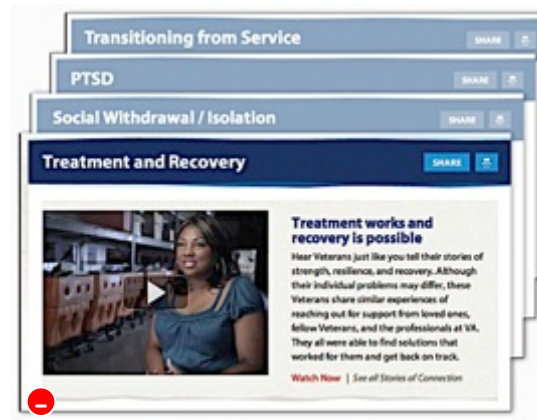 Transitioning from Service
SHARE
PTSD
SHARE
Social Withdrawal / Isolation
SHARE
Treatment and Recovery
SHARE
Treatment works and
recovery is possible
Hear Veterans just like you tell their stories of
strength, resilience, and recovery. Although
their individual problems may differ, these
Veterans share similar experiences of
reaching out for support from loved ones,
fellow Veterans, and the professionals at VA.
They all were able to find solutions that
worked for them and get back on track.
Watch Now | See all Stories of Connection